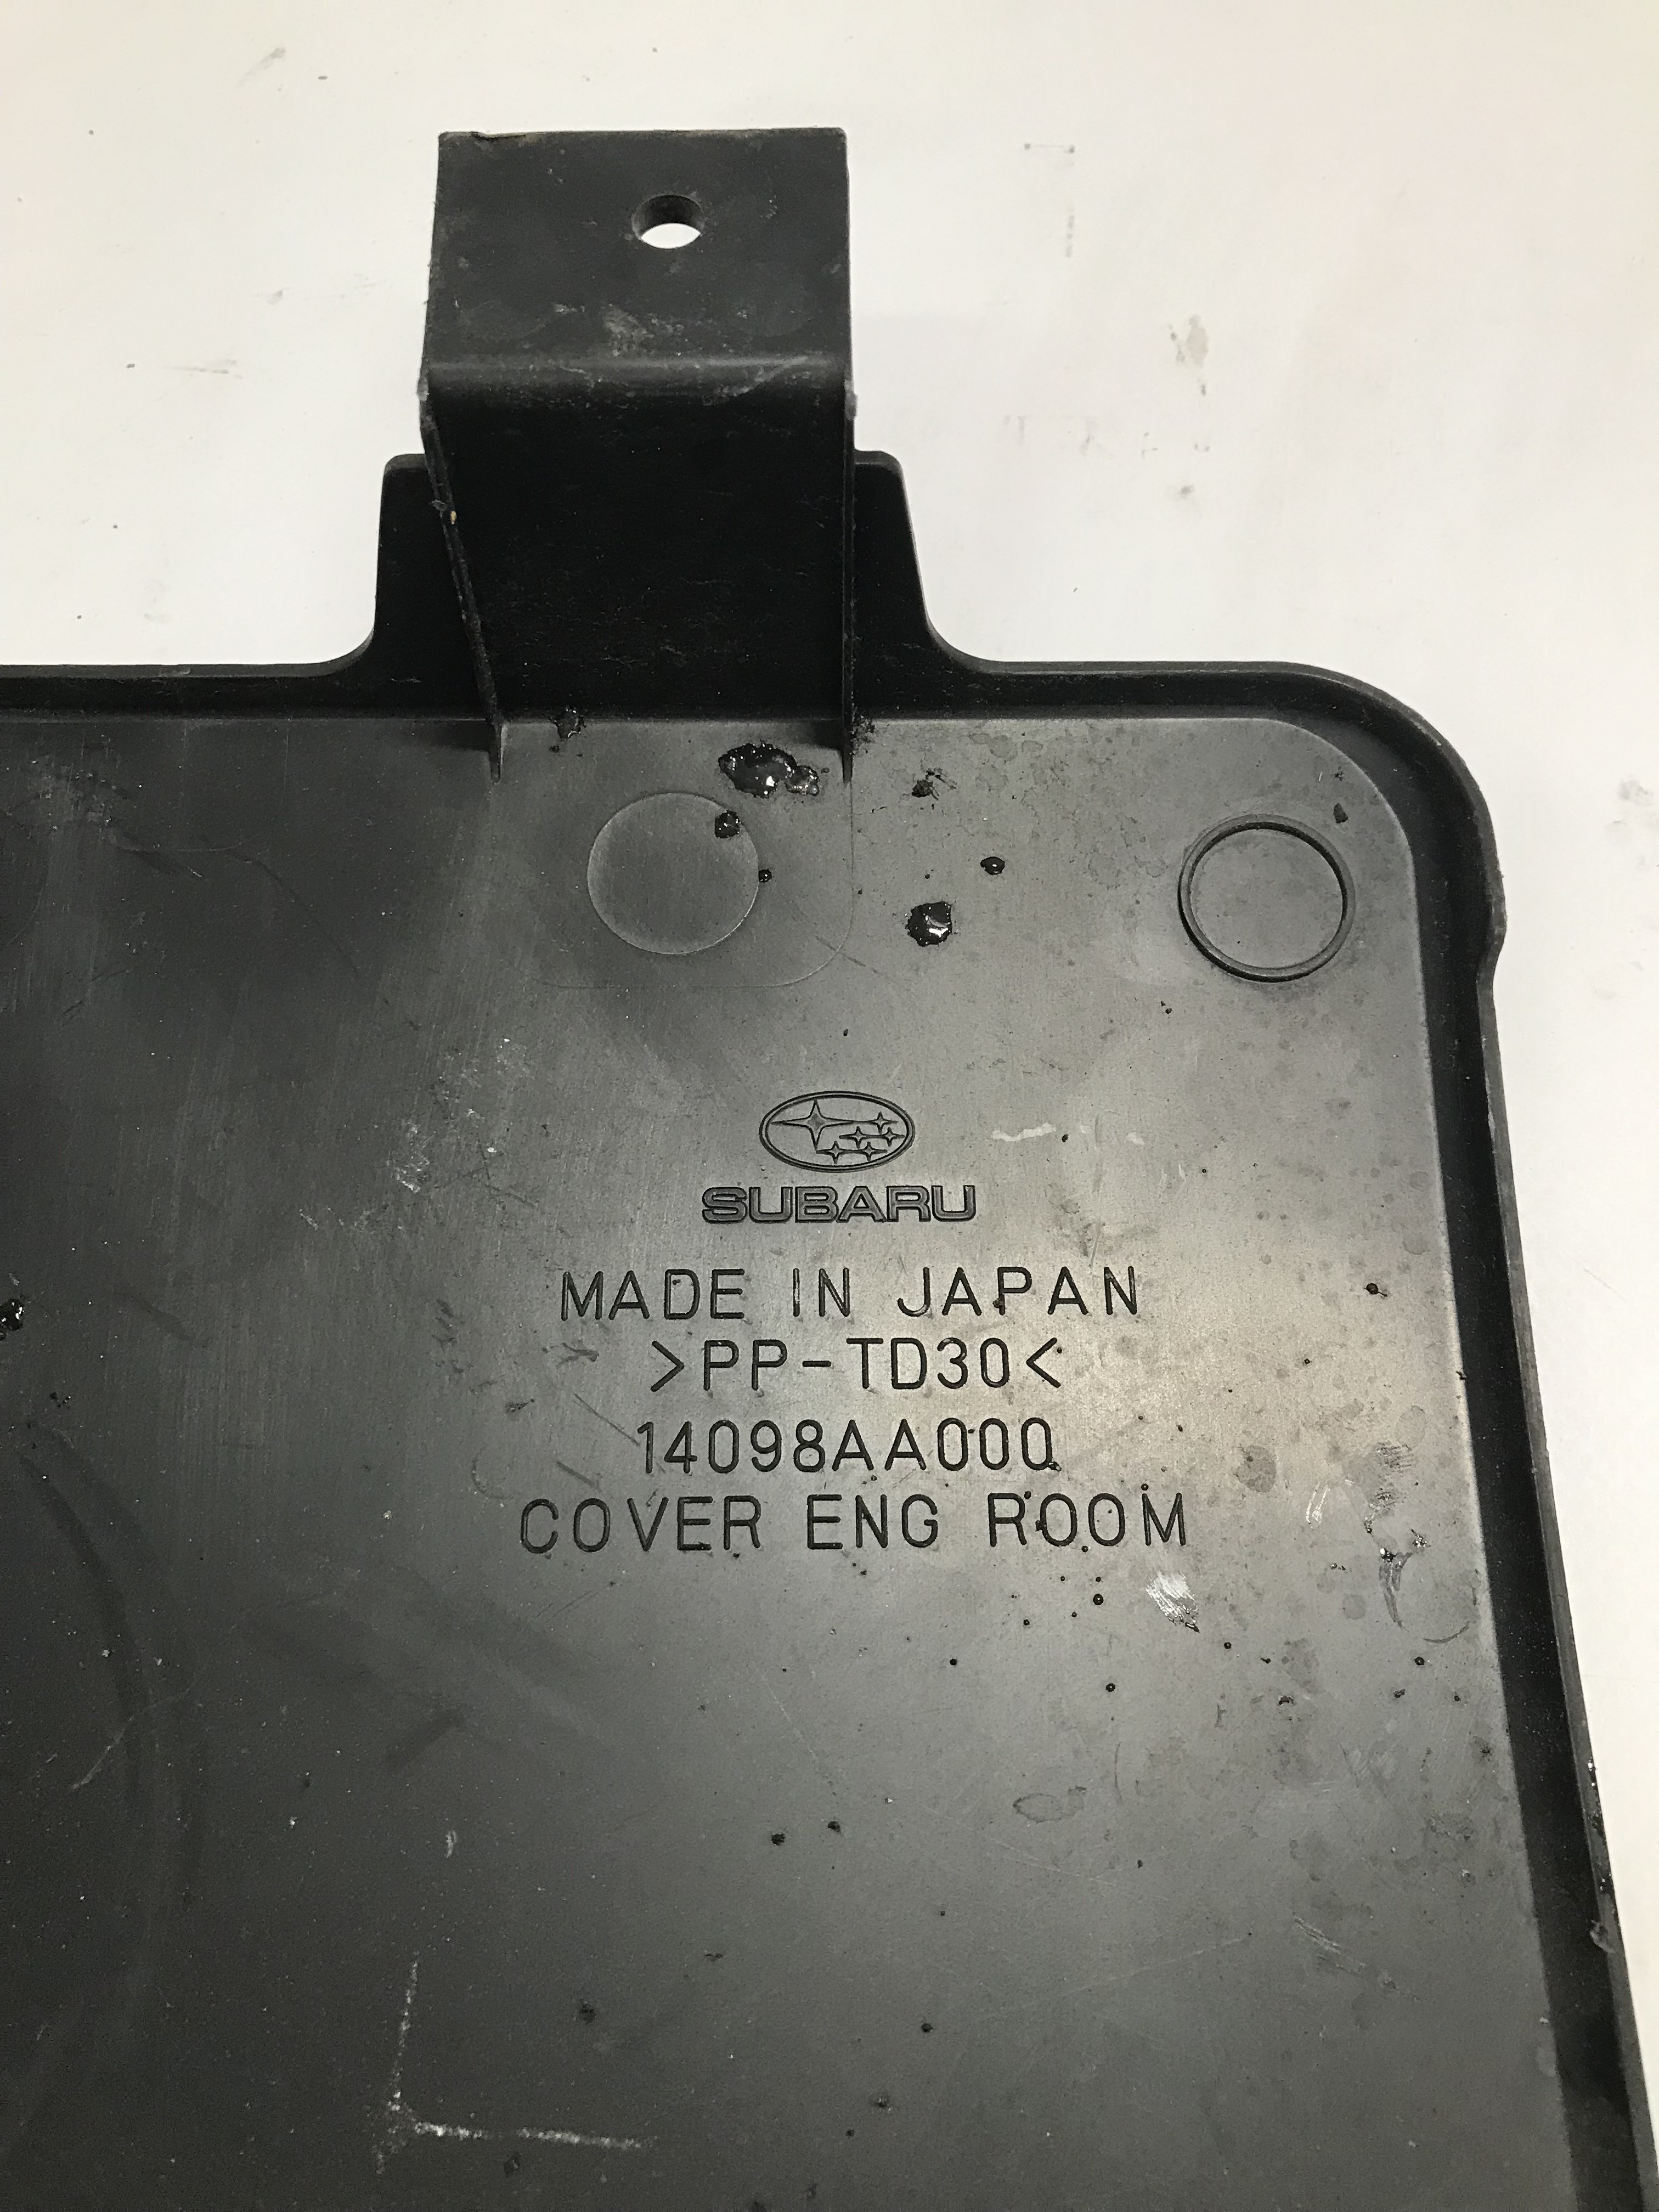 SUBARU
MADE IN JAPAN
>PP-TD30<
14098AA000
COVER ENG ROOM